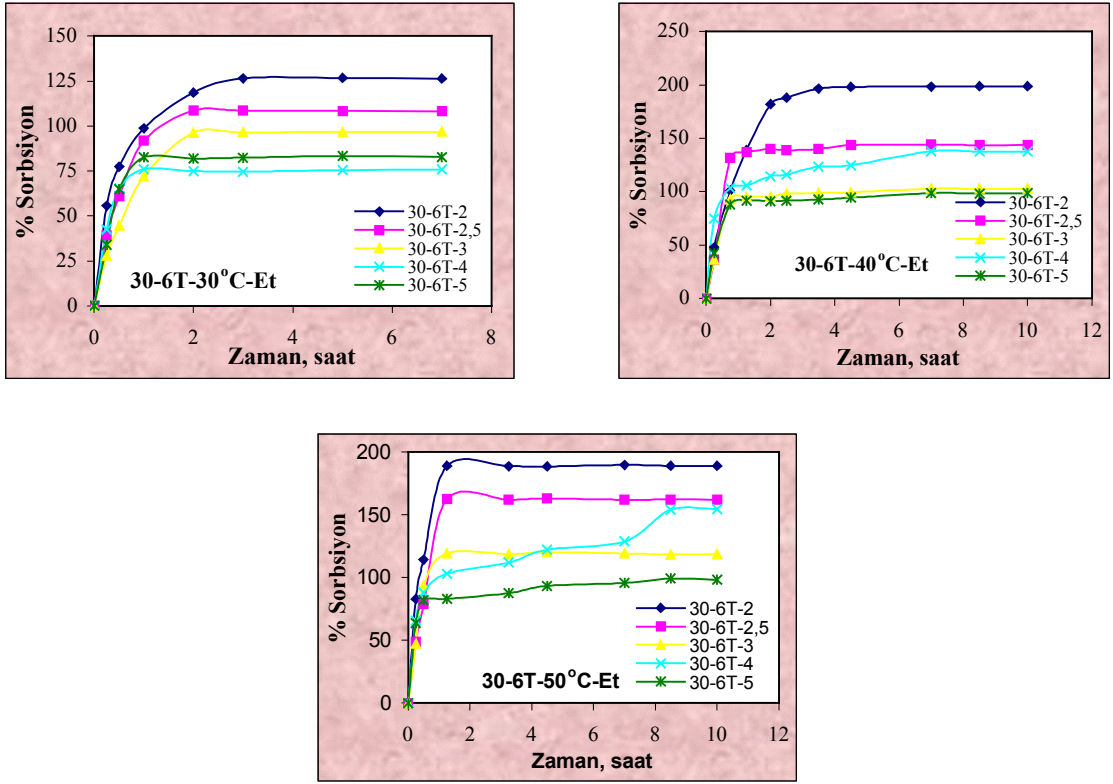 150
125
100
75
50
25
0
0 2 4 6 8
% Sorbsiyon
Zaman, saat
30-6T-30°C-Et
30-6T-2
30-6T-2,5
30-6T-3
30-6T-4
30-6T-5
250
200
150
100
50
0
0 2 4 6 8 10 12
% Sorbsiyon
Zaman, saat
30-6T-40°C-Et
30-6T-2
30-6T-2,5
30-6T-3
30-6T-4
30-6T-5
200
150
100
50
0
0 2 4 6 8 10 12
% Sorbsiyon
Zaman, saat
30-6T-50°C-Et
30-6T-2
30-6T-2,5
30-6T-3
30-6T-4
30-6T-5